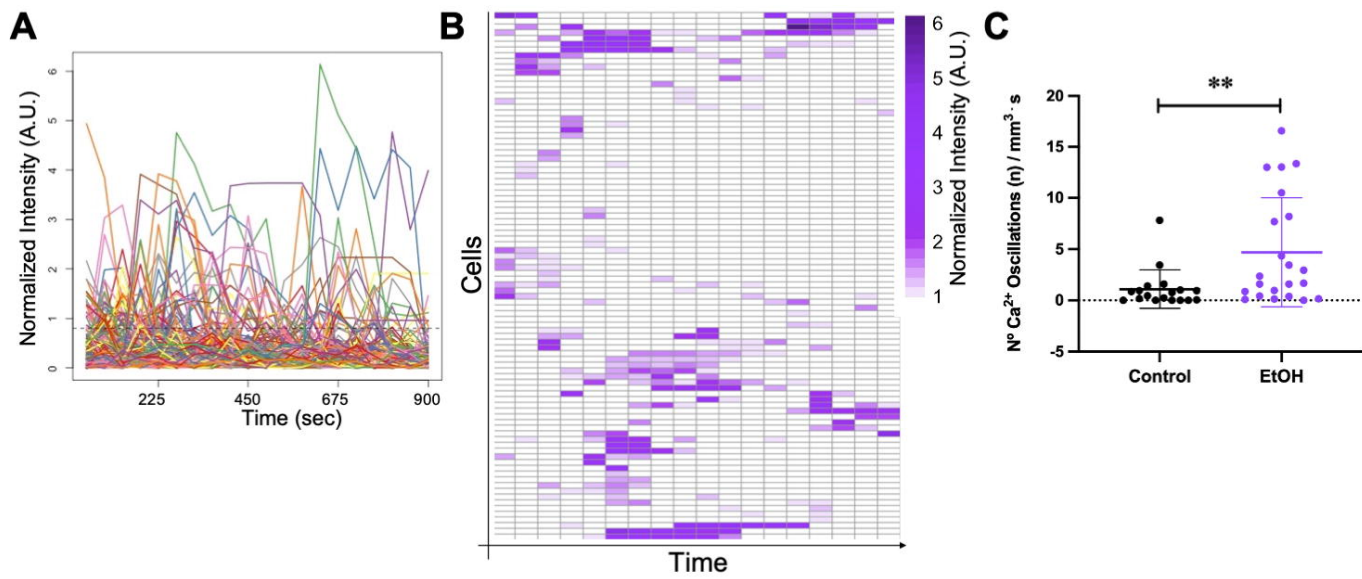 A
Normalized Intensity (A.U.)
6
5
4
3
2
1
0
225
450
675
900
Time (sec)
B
Cells
Time
6
5
4
3
2
1
Normalized Intensity (A.U.)
C
**
Nº Ca²⁺ Oscillations (n) / mm³· s
20
15
10
5
0
-5
Control
EtOH